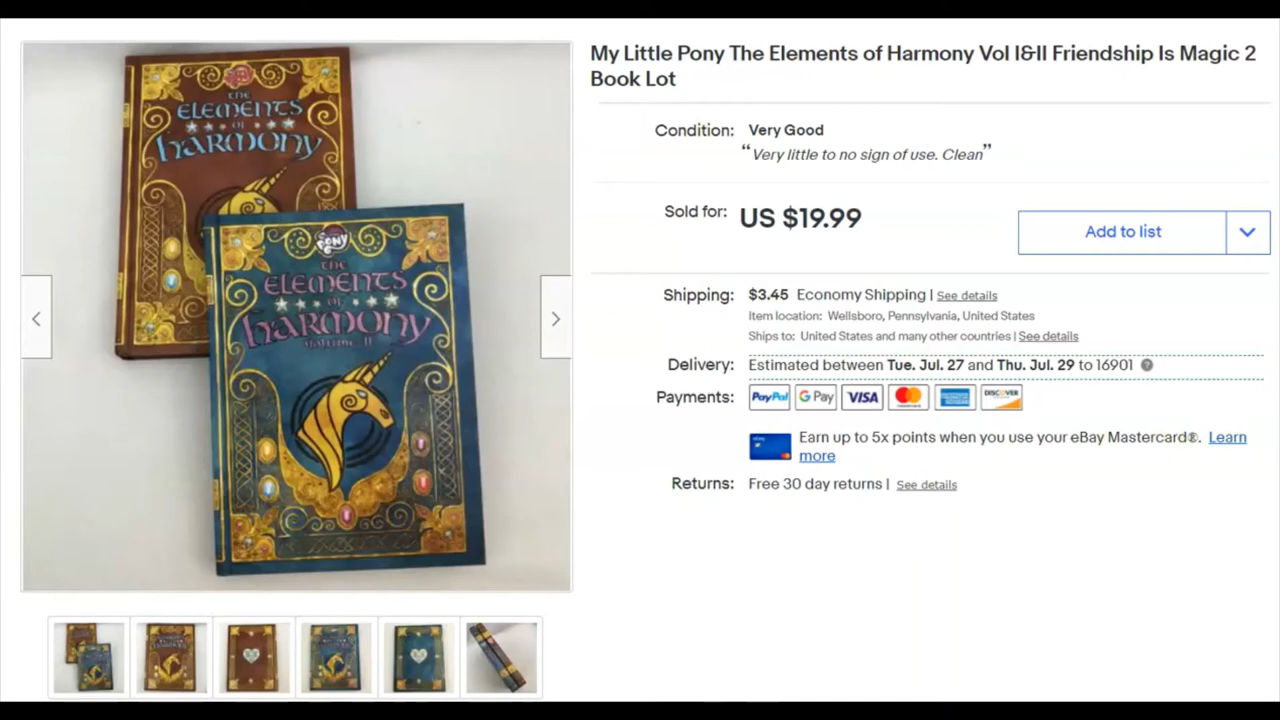 THE
ELEMENTS
OF
HARMONY
PONY
THE
ELEMENTS
OF
HARMONY
VOLUME II
My Little Pony The Elements of Harmony Vol I&II Friendship Is Magic 2
Book Lot
Condition: Very Good
“Very little to no sign of use. Clean”
Sold for: US $19.99
Add to list
Shipping: $3.45 Economy Shipping | See details
Item location: Wellsboro, Pennsylvania, United States
Ships to: United States and many other countries | See details
Delivery: Estimated between Tue. Jul. 27 and Thu. Jul. 29 to 16901 ?
Payments: PayPal G Pay VISA DISCOVER
Earn up to 5x points when you use your eBay Mastercard®. Learn
more
Returns: Free 30 day returns | See details